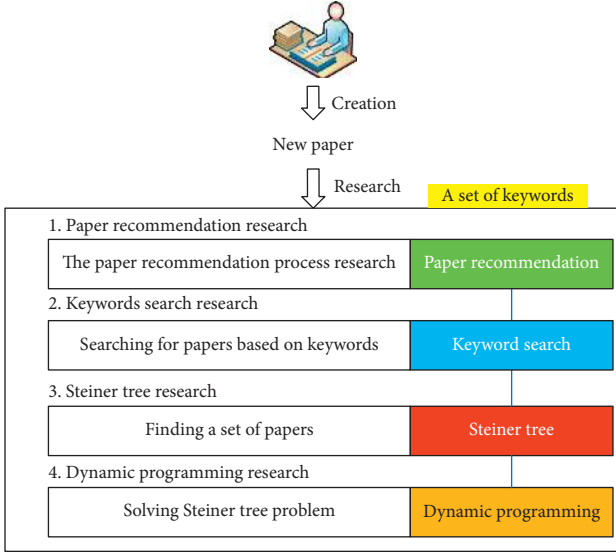 Creation
New paper
Research
A set of keywords
1. Paper recommendation research
The paper recommendation process research
Paper recommendation
2. Keywords search research
Searching for papers based on keywords
Keyword search
3. Steiner tree research
Finding a set of papers
Steiner tree
4. Dynamic programming research
Solving Steiner tree problem
Dynamic programming